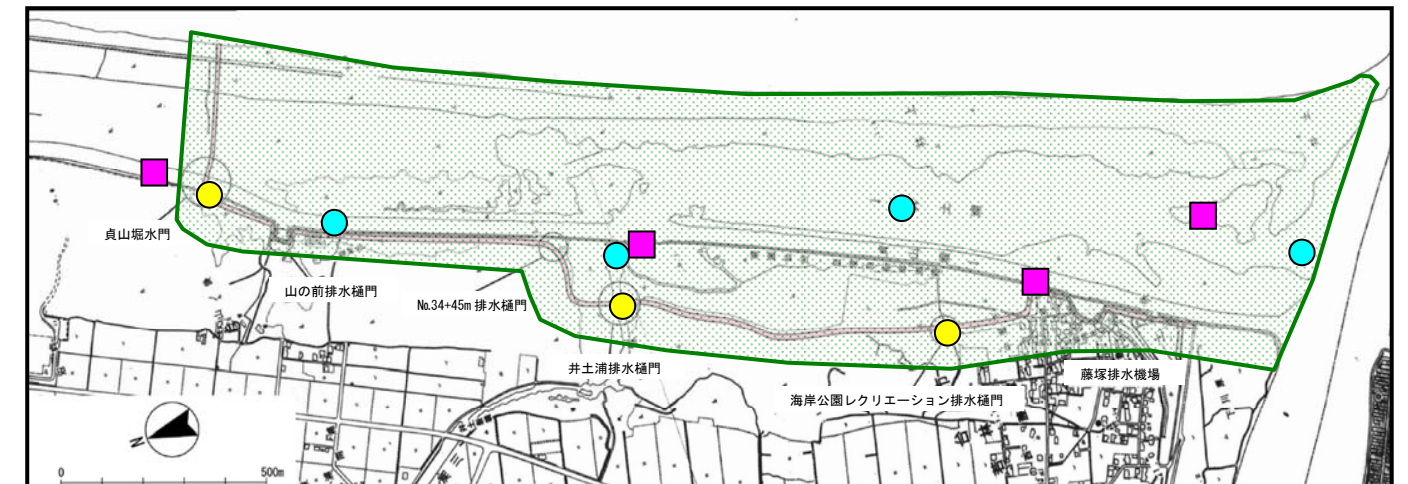 貞山堀水門
山の前排水樋門
No.34+45m 排水樋門
井土浦排水樋門
藤塚排水機場
海岸公園レクリエーション排水樋門
N
0 500m